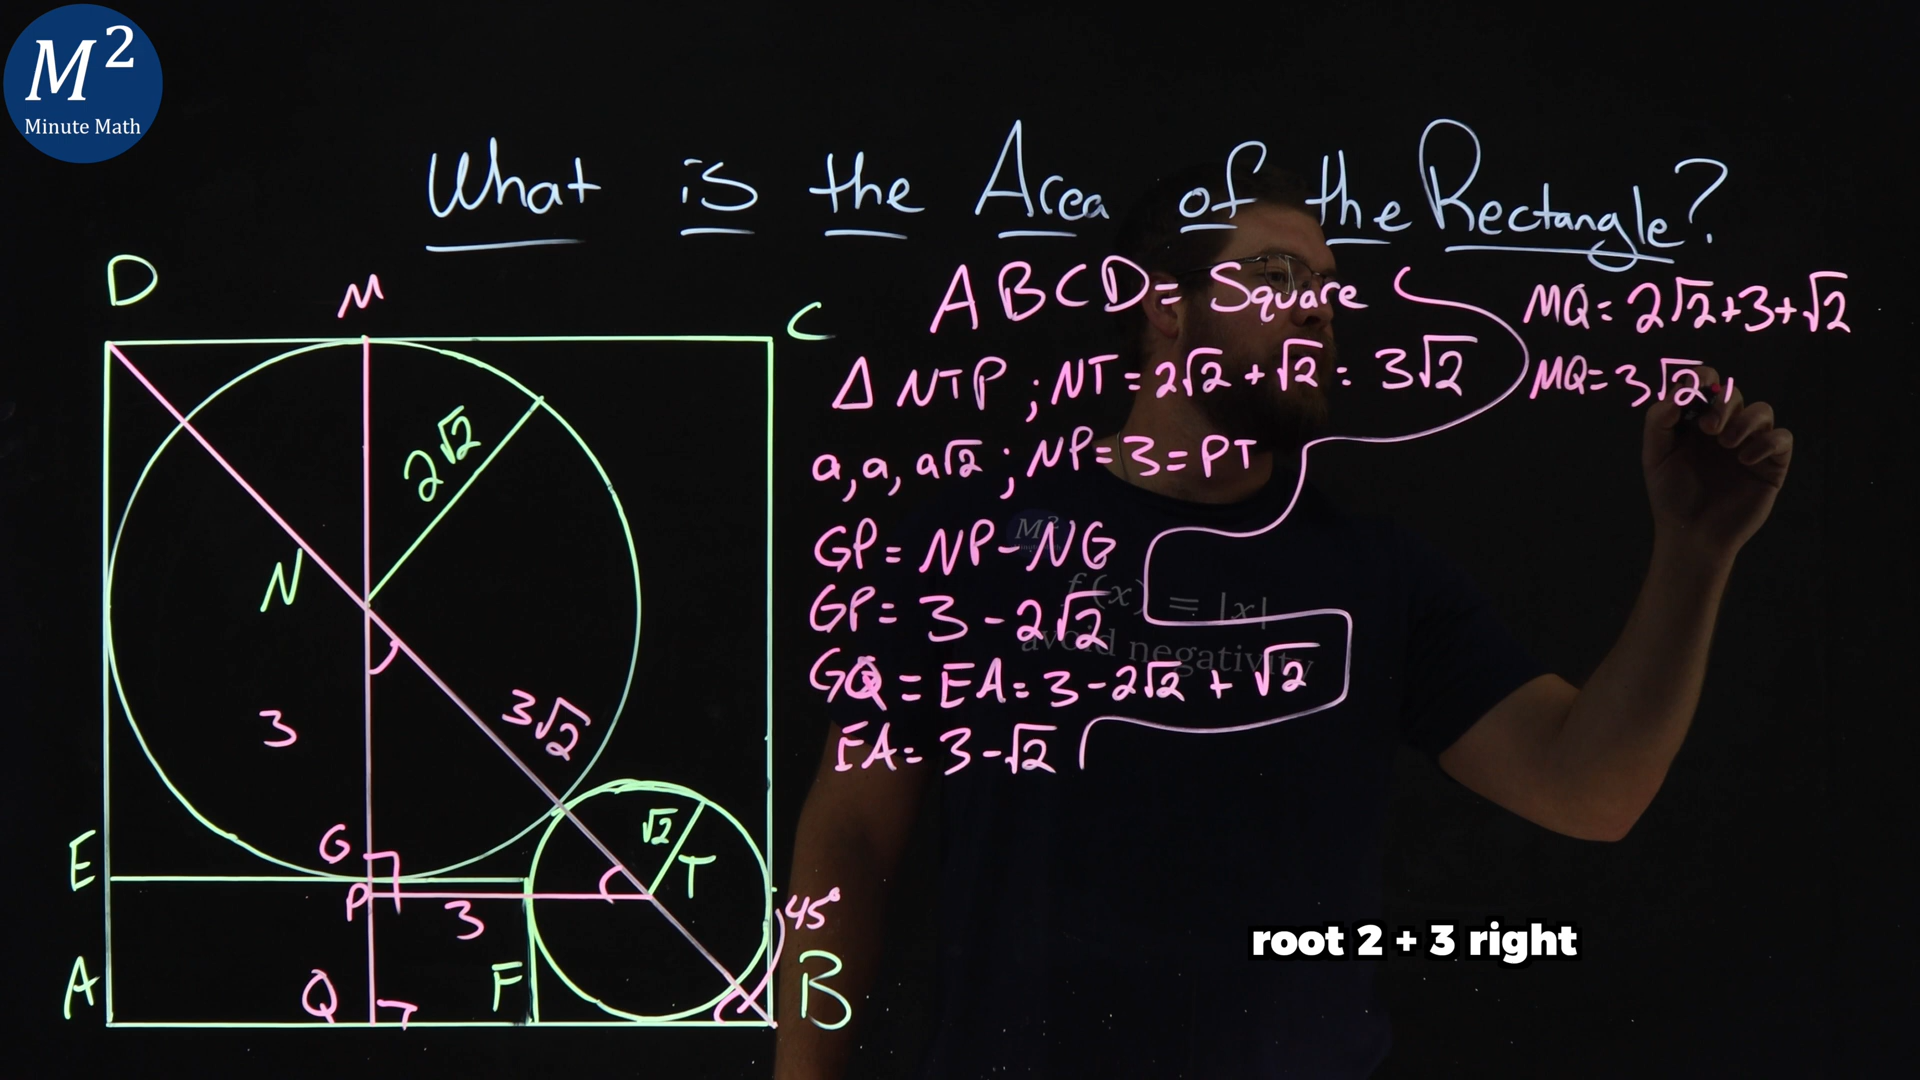 M²
Minute Math
What is the Area of the Rectangle?
D
M
C
ABCD = Square
MQ = 2√2+3+√2
Δ NTP ; NT = 2√2 + √2 = 3√2
MQ = 3√2 +
2√2
a, a, a√2 ; NP = 3 = PT
N
GP = NP - NG
GP = 3 - 2√2
f(x) = |x|
avoid negativity
3
3√2
GQ = EA = 3 - 2√2 + √2
EA = 3 - √2
E
G
√2
T
P
3
45°
root 2 + 3 right
A
Q
F
B